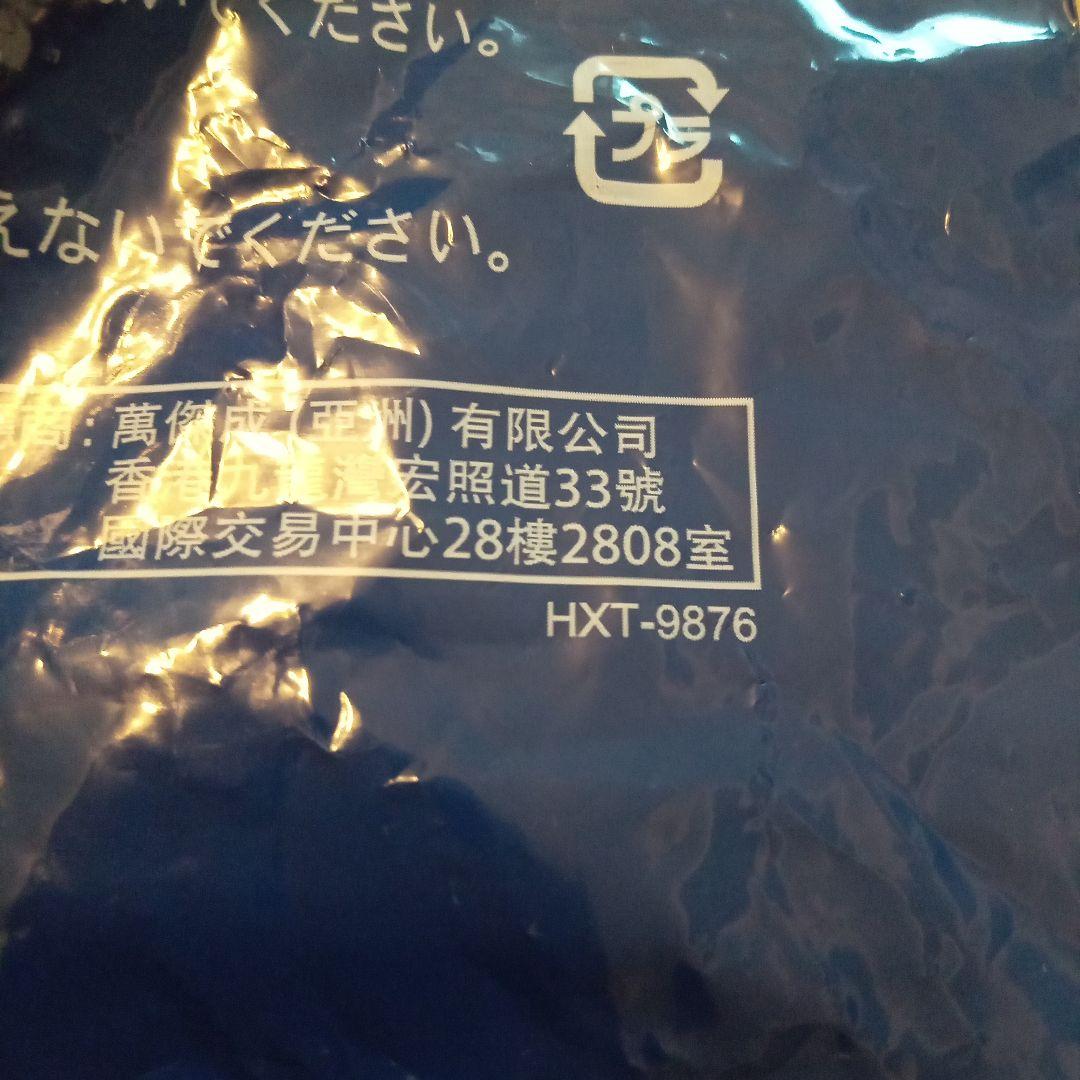 ください。
プラ
えないでください。
商: 萬傑成 (亞洲) 有限公司
香港九龍灣宏照道33號
國際交易中心28樓2808室
HXT-9876